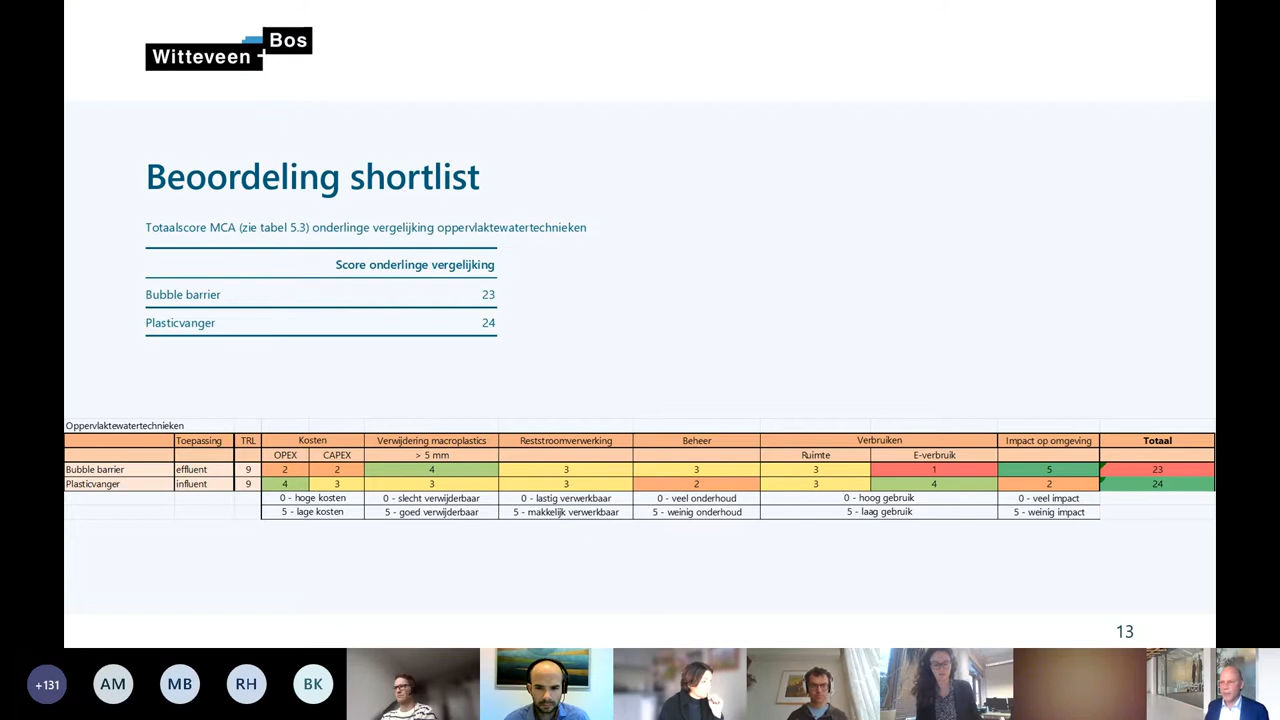 Witteveen + Bos
Beoordeling shortlist
Totaalscore MCA (zie tabel 5.3) onderlinge vergelijking oppervlaktewatertechnieken
Score onderlinge vergelijking
Bubble barrier 23
Plasticvanger 24
Oppervlaktewatertechnieken
Toepassing TRL Kosten Verwijdering macroplastics Reststroomverwerking Beheer Verbruiken Impact op omgeving Totaal
OPEX CAPEX > 5 mm Ruimte E-verbruik
Bubble barrier effluent 9 2 2 4 3 3 3 1 5 23
Plasticvanger influent 9 4 3 3 3 2 3 4 2 24
0 - hoge kosten 0 - slecht verwijderbaar 0 - lastig verwerkbaar 0 - veel onderhoud 0 - hoog gebruik 0 - veel impact
5 - lage kosten 5 - goed verwijderbaar 5 - makkelijk verwerkbaar 5 - weinig onderhoud 5 - laag gebruik 5 - weinig impact
13
+131 AM MB RH BK